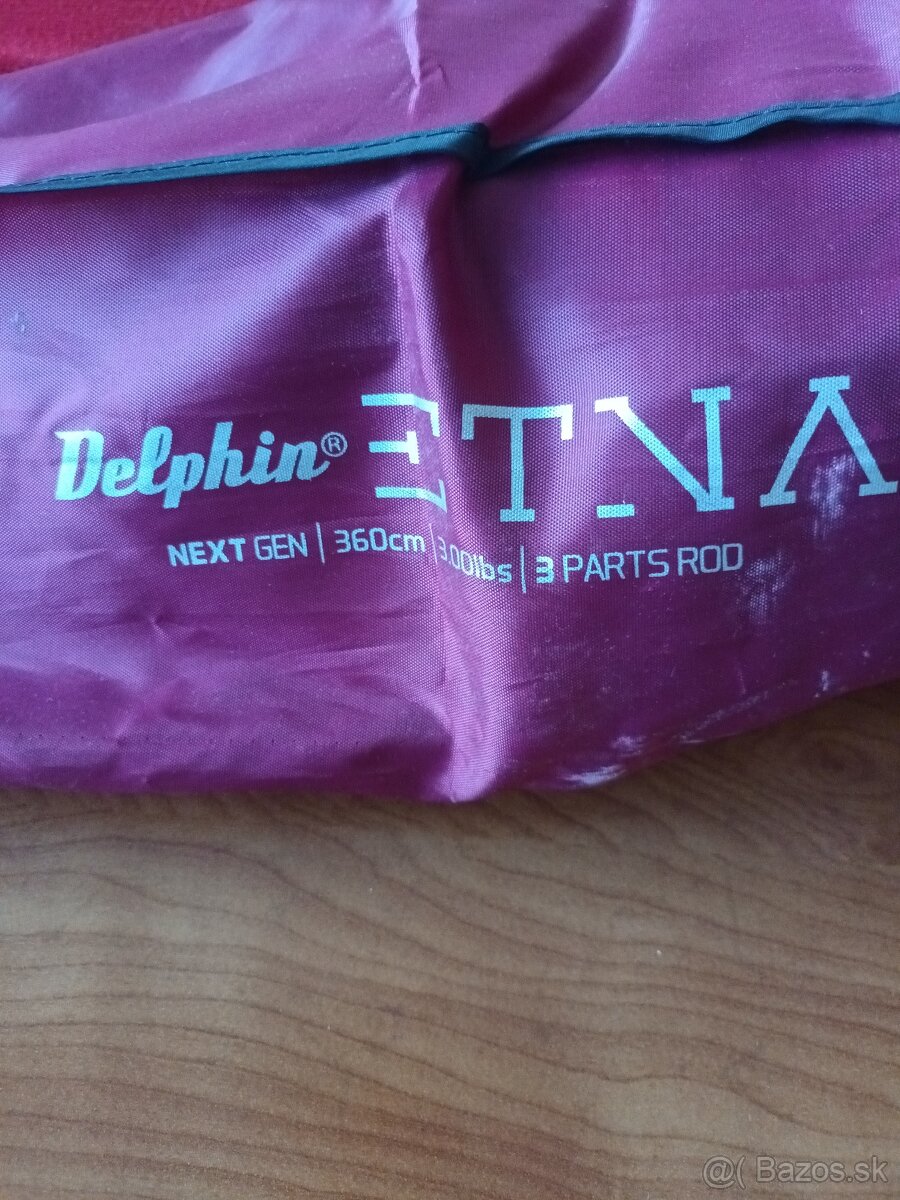 Delphin® ETNA
NEXT GEN | 360cm | 3.00lbs | 3 PARTS ROD
@( Bazos.sk